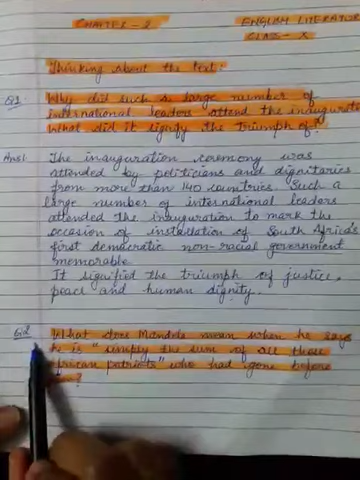 CHAPTER - 2
ENGLISH LITERATURE
CLASS - X
Thinking about the text:
Q1 Why did such a large number of
international leaders attend the inauguration
What did it signify the triumph of?
Ans1 The inauguration ceremony was
attended by politicians and dignitaries
from more than 140 countries. Such a
large number of international leaders
attended the inauguration to mark the
occasion of installation of South Africa's
first democratic non-racial government
memorable.
It signified the triumph of justice,
peace and human dignity.
Q2 What does Mandela mean when he says
he is "simply the sum of all those
African patriots" who had gone before
?